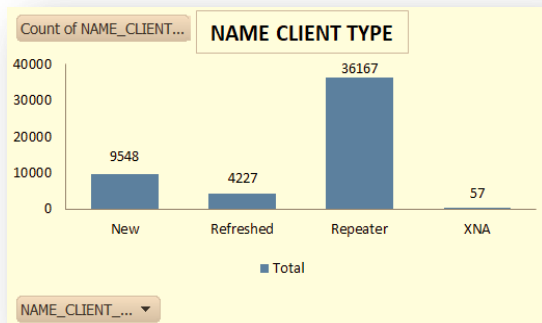 Count of NAME_CLIENT...
NAME CLIENT TYPE
40000
30000
20000
10000
0
9548
4227
36167
57
New
Refreshed
Repeater
XNA
Total
NAME_CLIENT_...